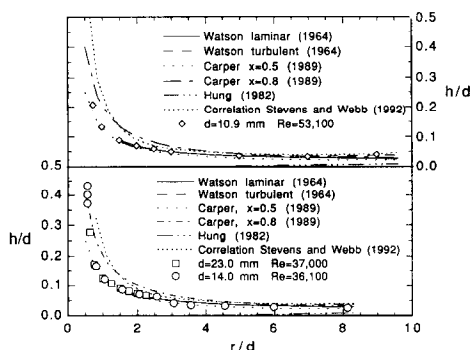 0.5
Watson laminar (1964)
Watson turbulent (1964)
0.4
Carper x=0.5 (1989)
h/d
Carper x=0.8 (1989)
0.3
Hung (1982)
Correlation Stevens and Webb (1992)
0.2
d=10.9 mm Re=53,100
0.1
0.5
0.0
Watson laminar (1964)
Watson turbulent (1964)
0.4
Carper, x=0.5 (1989)
h/d
Carper, x=0.8 (1989)
0.3
Hung (1982)
Correlation Stevens and Webb (1992)
0.2
d=23.0 mm Re=37,000
d=14.0 mm Re=36,100
0.1
0.0
0 2 4 6 8 10
r/d